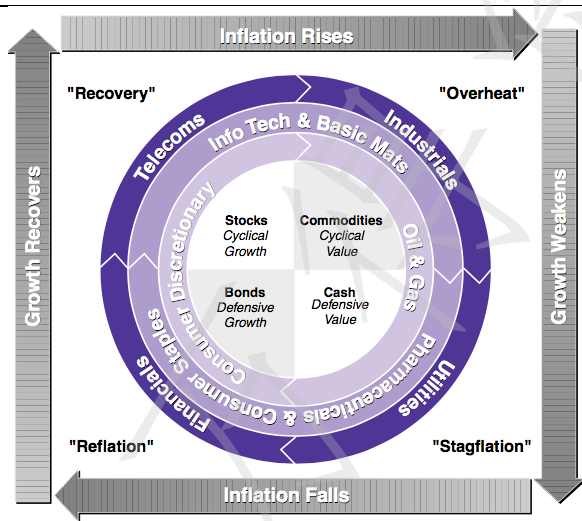 Inflation Rises
"Recovery"
"Overheat"
Telecoms
Info Tech & Basic Mats
Industrials
Growth Recovers
Growth Weakens
Consumer Discretionary
Stocks
Cyclical
Growth
Commodities
Cyclical
Value
Oil & Gas
Bonds
Defensive
Growth
Cash
Defensive
Value
Financials
Pharmaceuticals & Consumer Staples
Utilities
"Reflation"
"Stagflation"
Inflation Falls